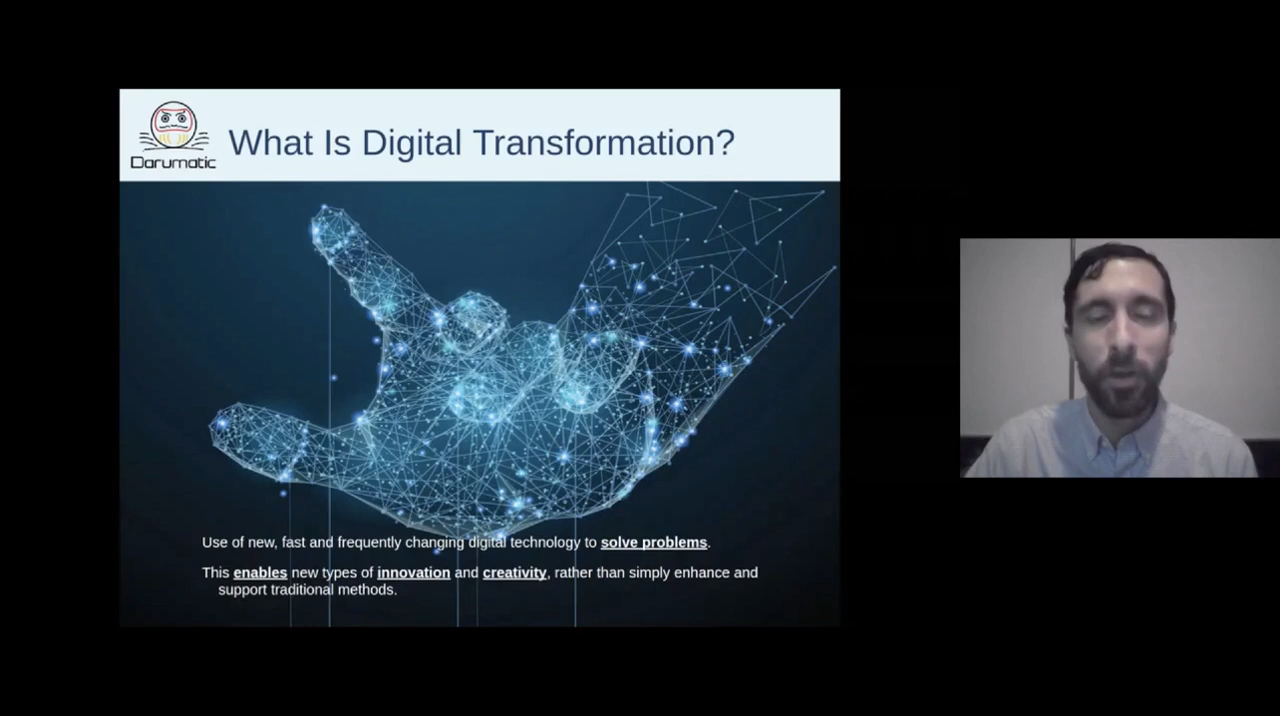 Darumatic
What Is Digital Transformation?
Use of new, fast and frequently changing digital technology to solve problems.
This enables new types of innovation and creativity, rather than simply enhance and
support traditional methods.